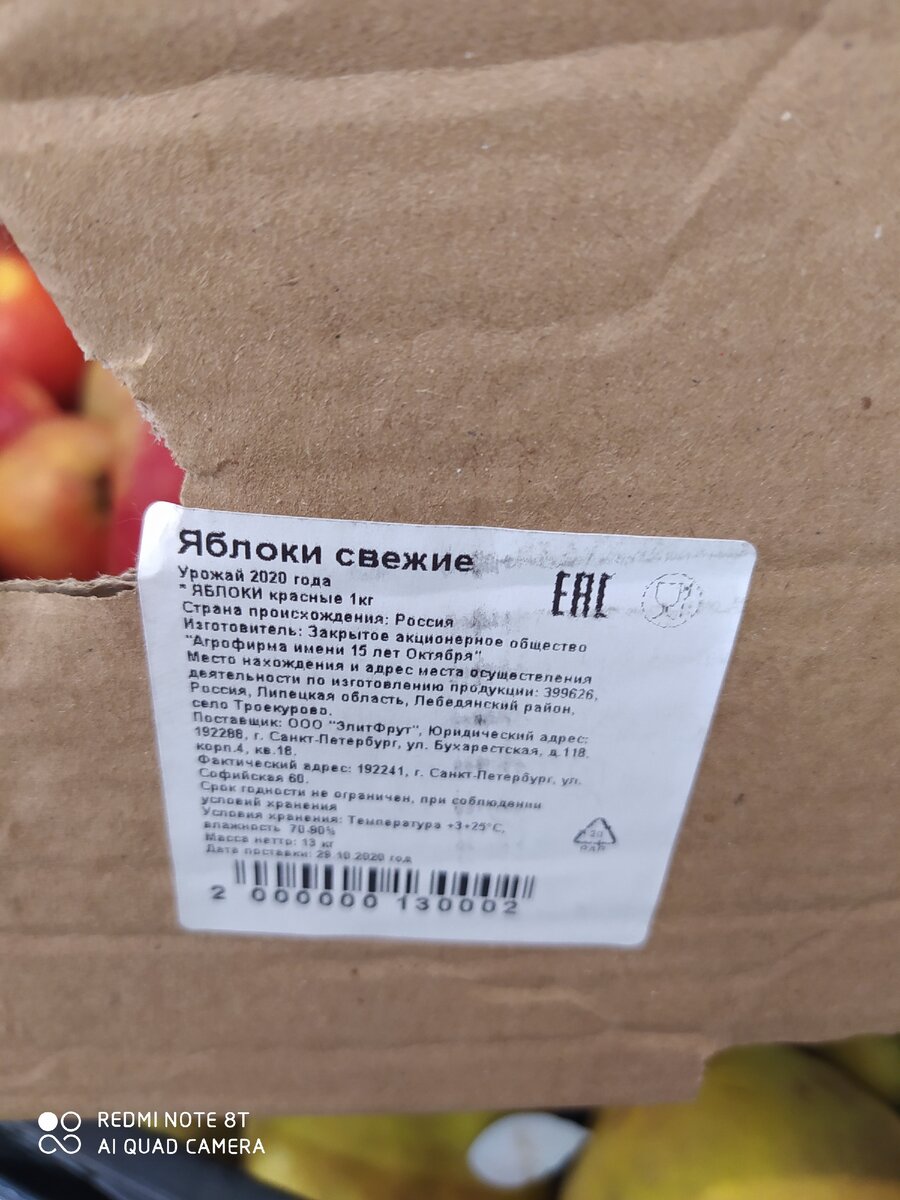 Яблоки свежие
Урожай 2020 года
* ЯБЛОКИ красные 1кг
Страна происхождения: Россия
Изготовитель: Закрытое акционерное общество
"Агрофирма имени 15 лет Октября"
Место нахождения и адрес места осуществления
деятельности по изготовлению продукции: 399626,
Россия, Липецкая область, Лебедянский район,
село Троекурово.
Поставщик: ООО "ЭлитФрут", Юридический адрес:
192288, г. Санкт-Петербург, ул. Бухарестская, д.118,
корп.4, кв.18.
Фактический адрес: 192241, г. Санкт-Петербург, ул.
Софийская 60.
Срок годности не ограничен, при соблюдении
условий хранения
Условия хранения: Температура +3+25°С,
влажность 70-90%
Масса нетто: 13 кг
Дата поставки: 29.10.2020 год
EAC
20
PAP
2 000000 130002
REDMI NOTE 8T
AI QUAD CAMERA